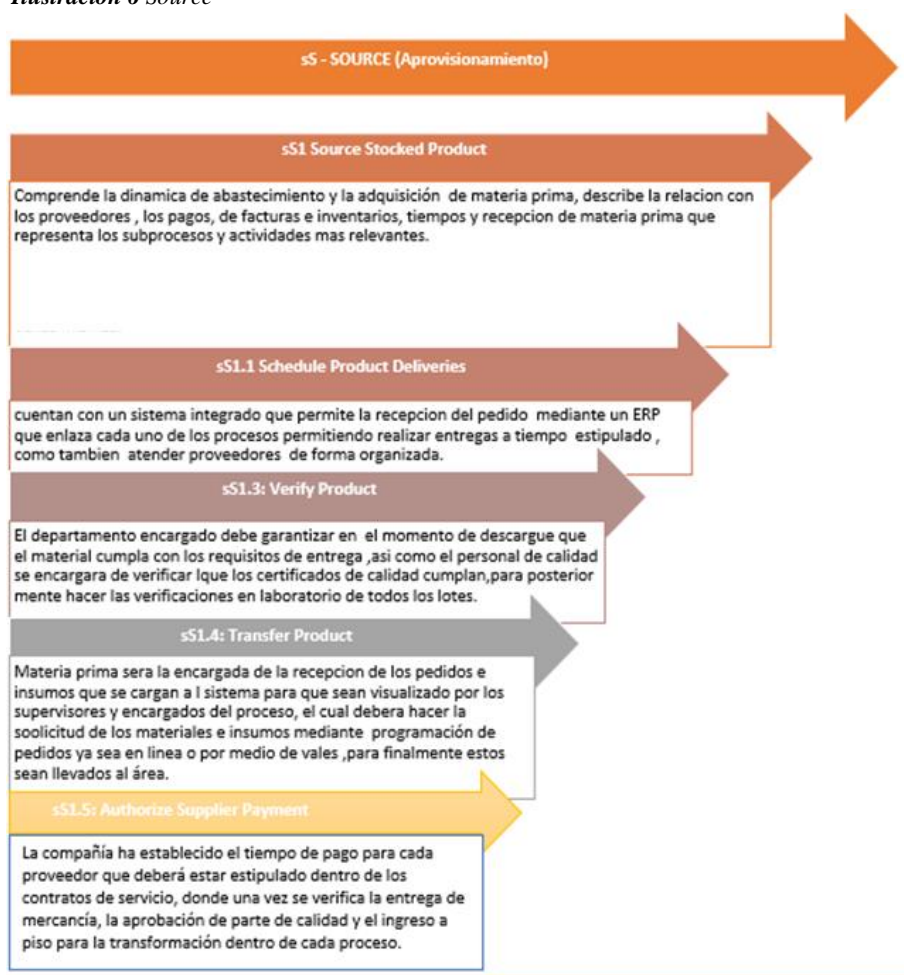 Ilustración 6 Source
sS - SOURCE (Aprovisionamiento)
sS1 Source Stocked Product
Comprende la dinamica de abastecimiento y la adquisición de materia prima, describe la relacion con
los proveedores , los pagos, de facturas e inventarios, tiempos y recepcion de materia prima que
representa los subprocesos y actividades mas relevantes.
sS1.1 Schedule Product Deliveries
cuentan con un sistema integrado que permite la recepcion del pedido mediante un ERP
que enlaza cada uno de los procesos permitiendo realizar entregas a tiempo estipulado ,
como tambien atender proveedores de forma organizada.
sS1.3: Verify Product
El departamento encargado debe garantizar en el momento de descargue que
el material cumpla con los requisitos de entrega ,asi como el personal de calidad
se encargara de verificar lque los certificados de calidad cumplan,para posterior
mente hacer las verificaciones en laboratorio de todos los lotes.
sS1.4: Transfer Product
Materia prima sera la encargada de la recepcion de los pedidos e
insumos que se cargan a l sistema para que sean visualizado por los
supervisores y encargados del proceso, el cual debera hacer la
soolicitud de los materiales e insumos mediante programación de
pedidos ya sea en linea o por medio de vales ,para finalmente estos
sean llevados al área.
sS1.5: Authorize Supplier Payment
La compañía ha establecido el tiempo de pago para cada
proveedor que deberá estar estipulado dentro de los
contratos de servicio, donde una vez se verifica la entrega de
mercancía, la aprobación de parte de calidad y el ingreso a
piso para la transformación dentro de cada proceso.